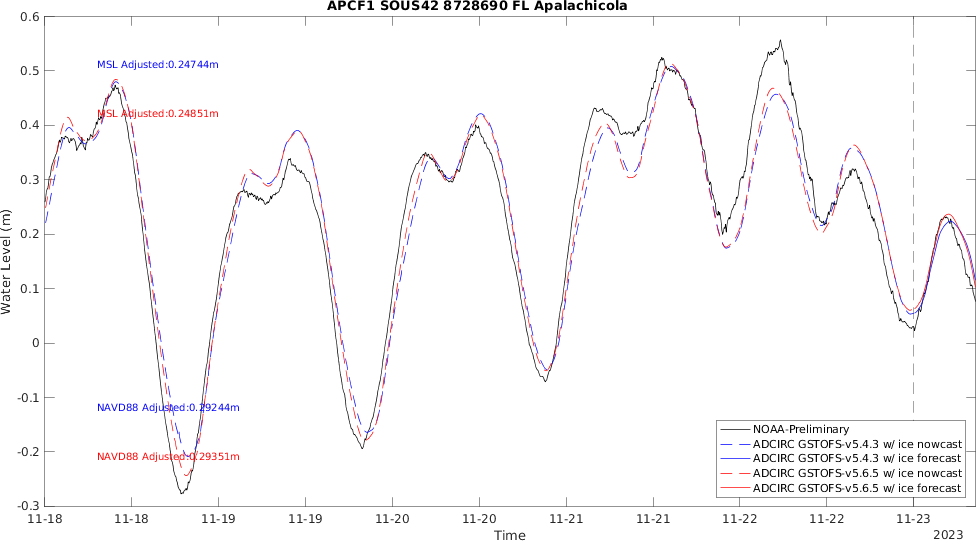 APCF1 SOUS42 8728690 FL Apalachicola
0.6
0.5
0.4
0.3
0.2
0.1
0
-0.1
-0.2
-0.3
Water Level (m)
MSL Adjusted:0.24744m
MSL Adjusted:0.24851m
NAVD88 Adjusted:0.29244m
NAVD88 Adjusted:0.29351m
NOAA-Preliminary
ADCIRC GSTOFS-v5.4.3 w/ ice nowcast
ADCIRC GSTOFS-v5.4.3 w/ ice forecast
ADCIRC GSTOFS-v5.6.5 w/ ice nowcast
ADCIRC GSTOFS-v5.6.5 w/ ice forecast
11-18 11-18 11-19 11-19 11-20 11-20 11-21 11-21 11-22 11-22 11-23
Time
2023